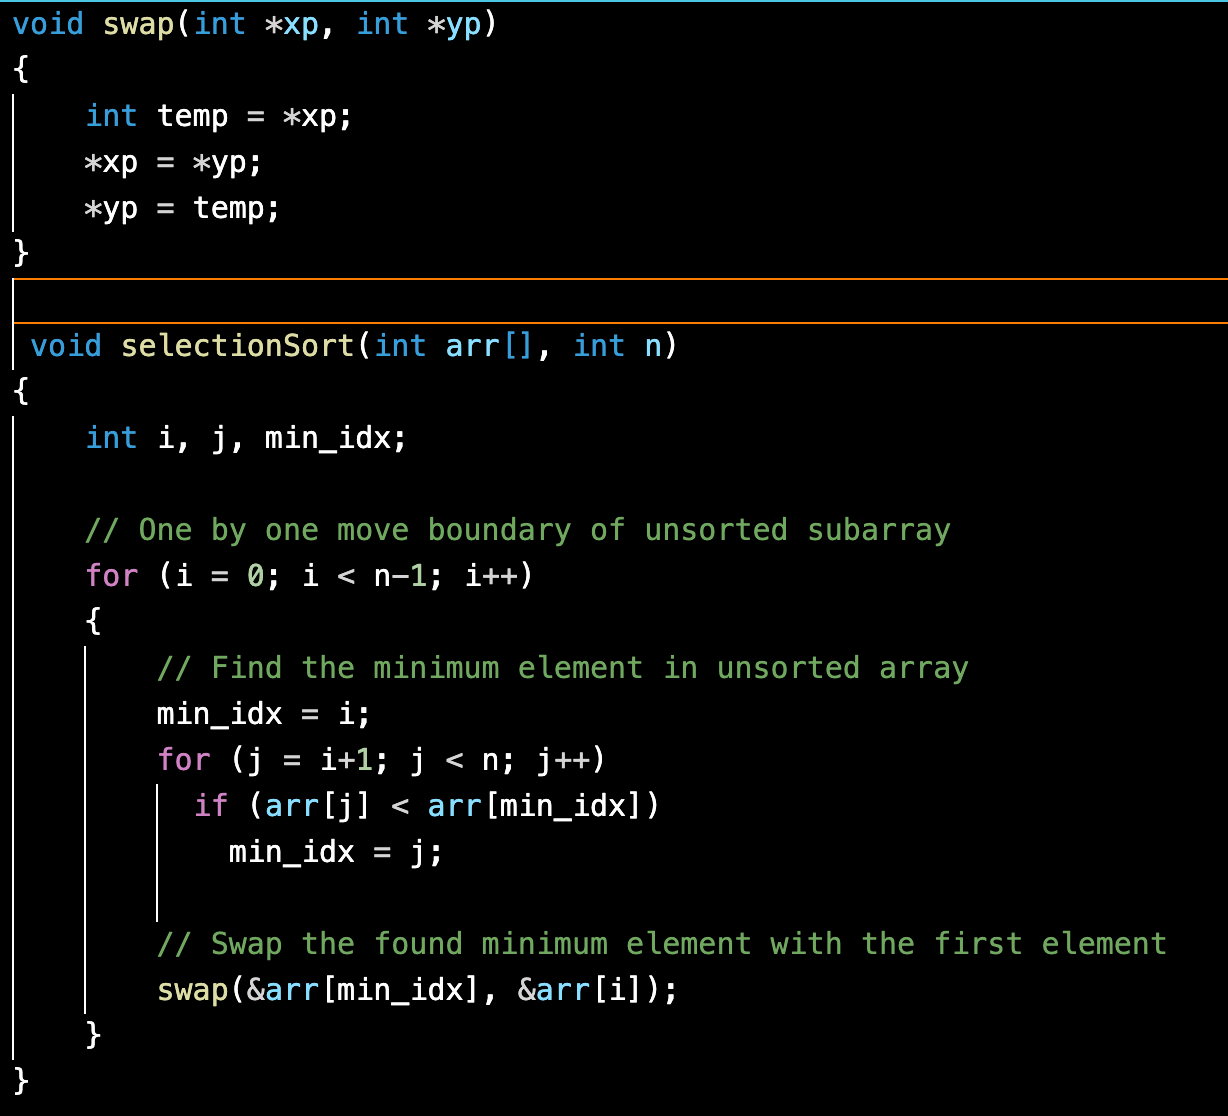 void swap(int *xp, int *yp)
{
    int temp = *xp;
    *xp = *yp;
    *yp = temp;
}

 void selectionSort(int arr[], int n)
{
    int i, j, min_idx;

    // One by one move boundary of unsorted subarray
    for (i = 0; i < n-1; i++)
    {
        // Find the minimum element in unsorted array
        min_idx = i;
        for (j = i+1; j < n; j++)
          if (arr[j] < arr[min_idx])
            min_idx = j;

        // Swap the found minimum element with the first element
        swap(&arr[min_idx], &arr[i]);
    }
}